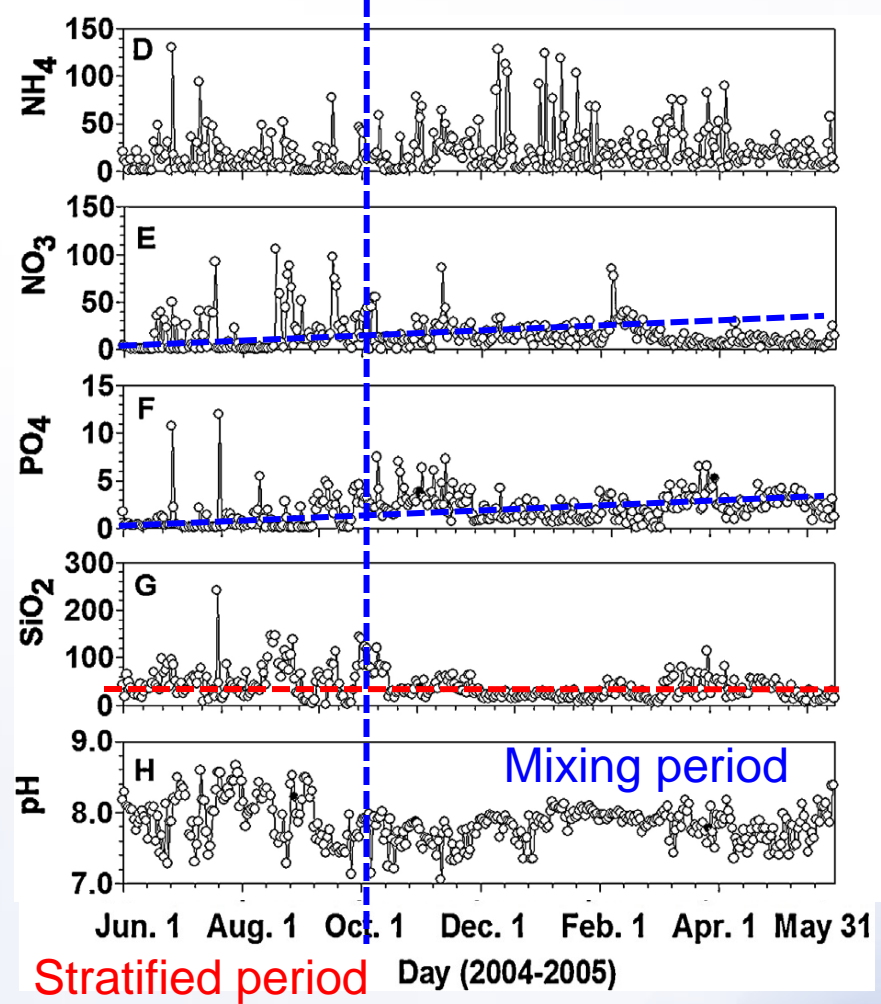 150
D
NH4
100
50
0
150
E
NO3
100
50
0
15
F
PO4
10
5
0
300
G
SiO2
200
100
0
9.0
H
Mixing period
pH
8.0
7.0
Jun. 1 Aug. 1 Oct. 1 Dec. 1 Feb. 1 Apr. 1 May 31
Stratified period
Day (2004-2005)